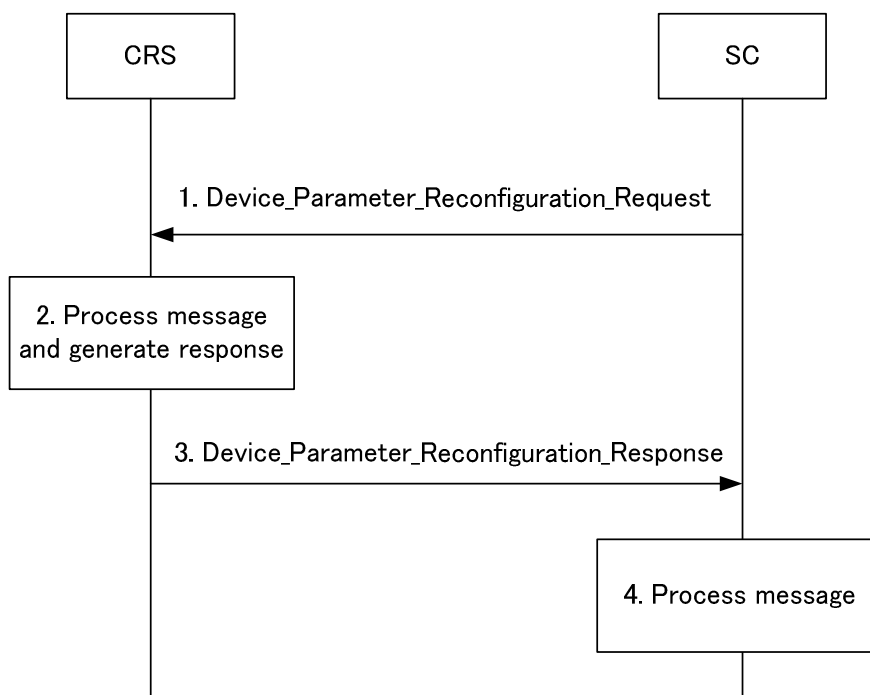 CRS
SC
1. Device_Parameter_Reconfiguration_Request
2. Process message
and generate response
3. Device_Parameter_Reconfiguration_Response
4. Process message